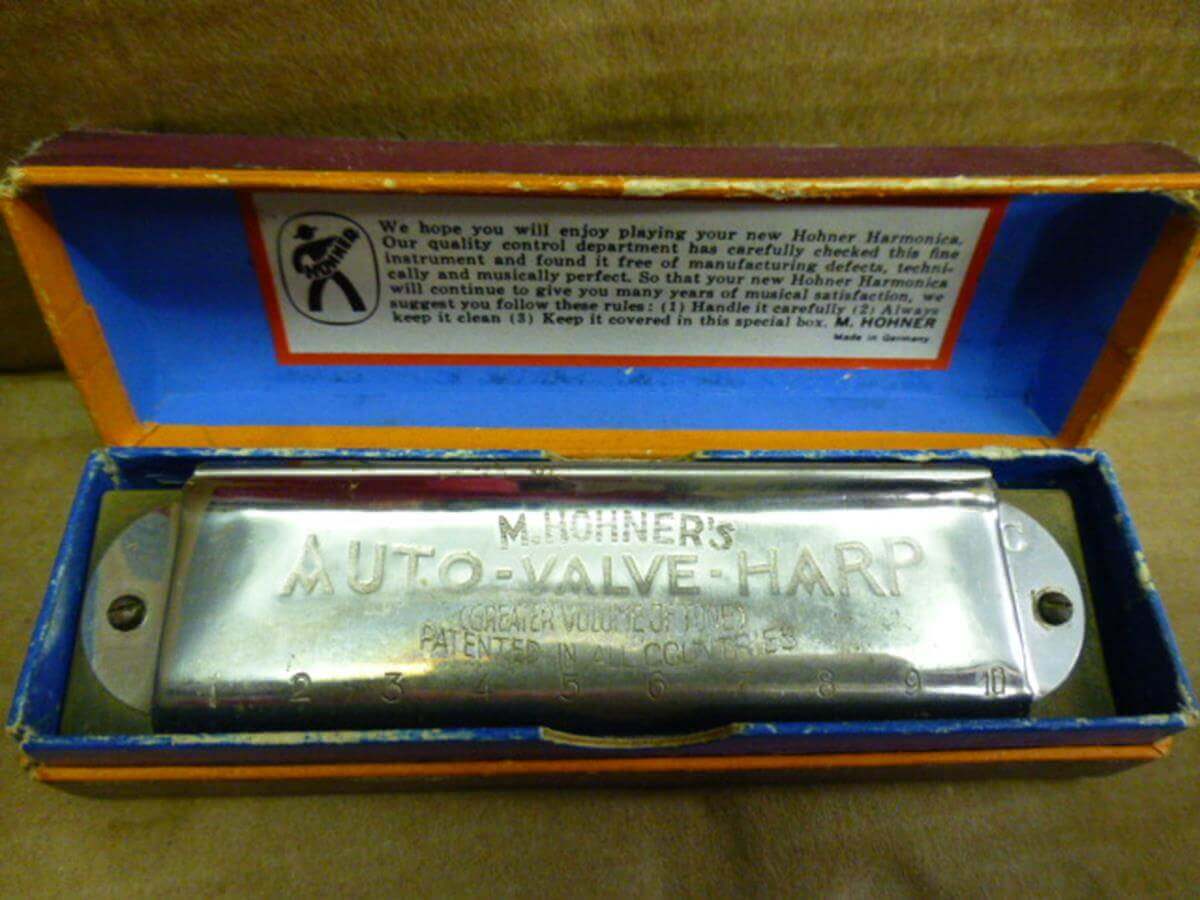 HOHNER
We hope you will enjoy playing your new Hohner Harmonica.
Our quality control department has carefully checked this fine
instrument and found it free of manufacturing defects, techni-
cally and musically perfect. So that your new Hohner Harmonica
will continue to give you many years of musical satisfaction, we
suggest you follow these rules: (1) Handle it carefully (2) Always
keep it clean (3) Keep it covered in this special box. M. HOHNER
Made in Germany
M. HOHNER'S
AUTO-VALVE-HARP
(GREATER VOLUME OF TONE)
PATENTED IN ALL COUNTRIES
1 2 3 4 5 6 7 8 9 10
C